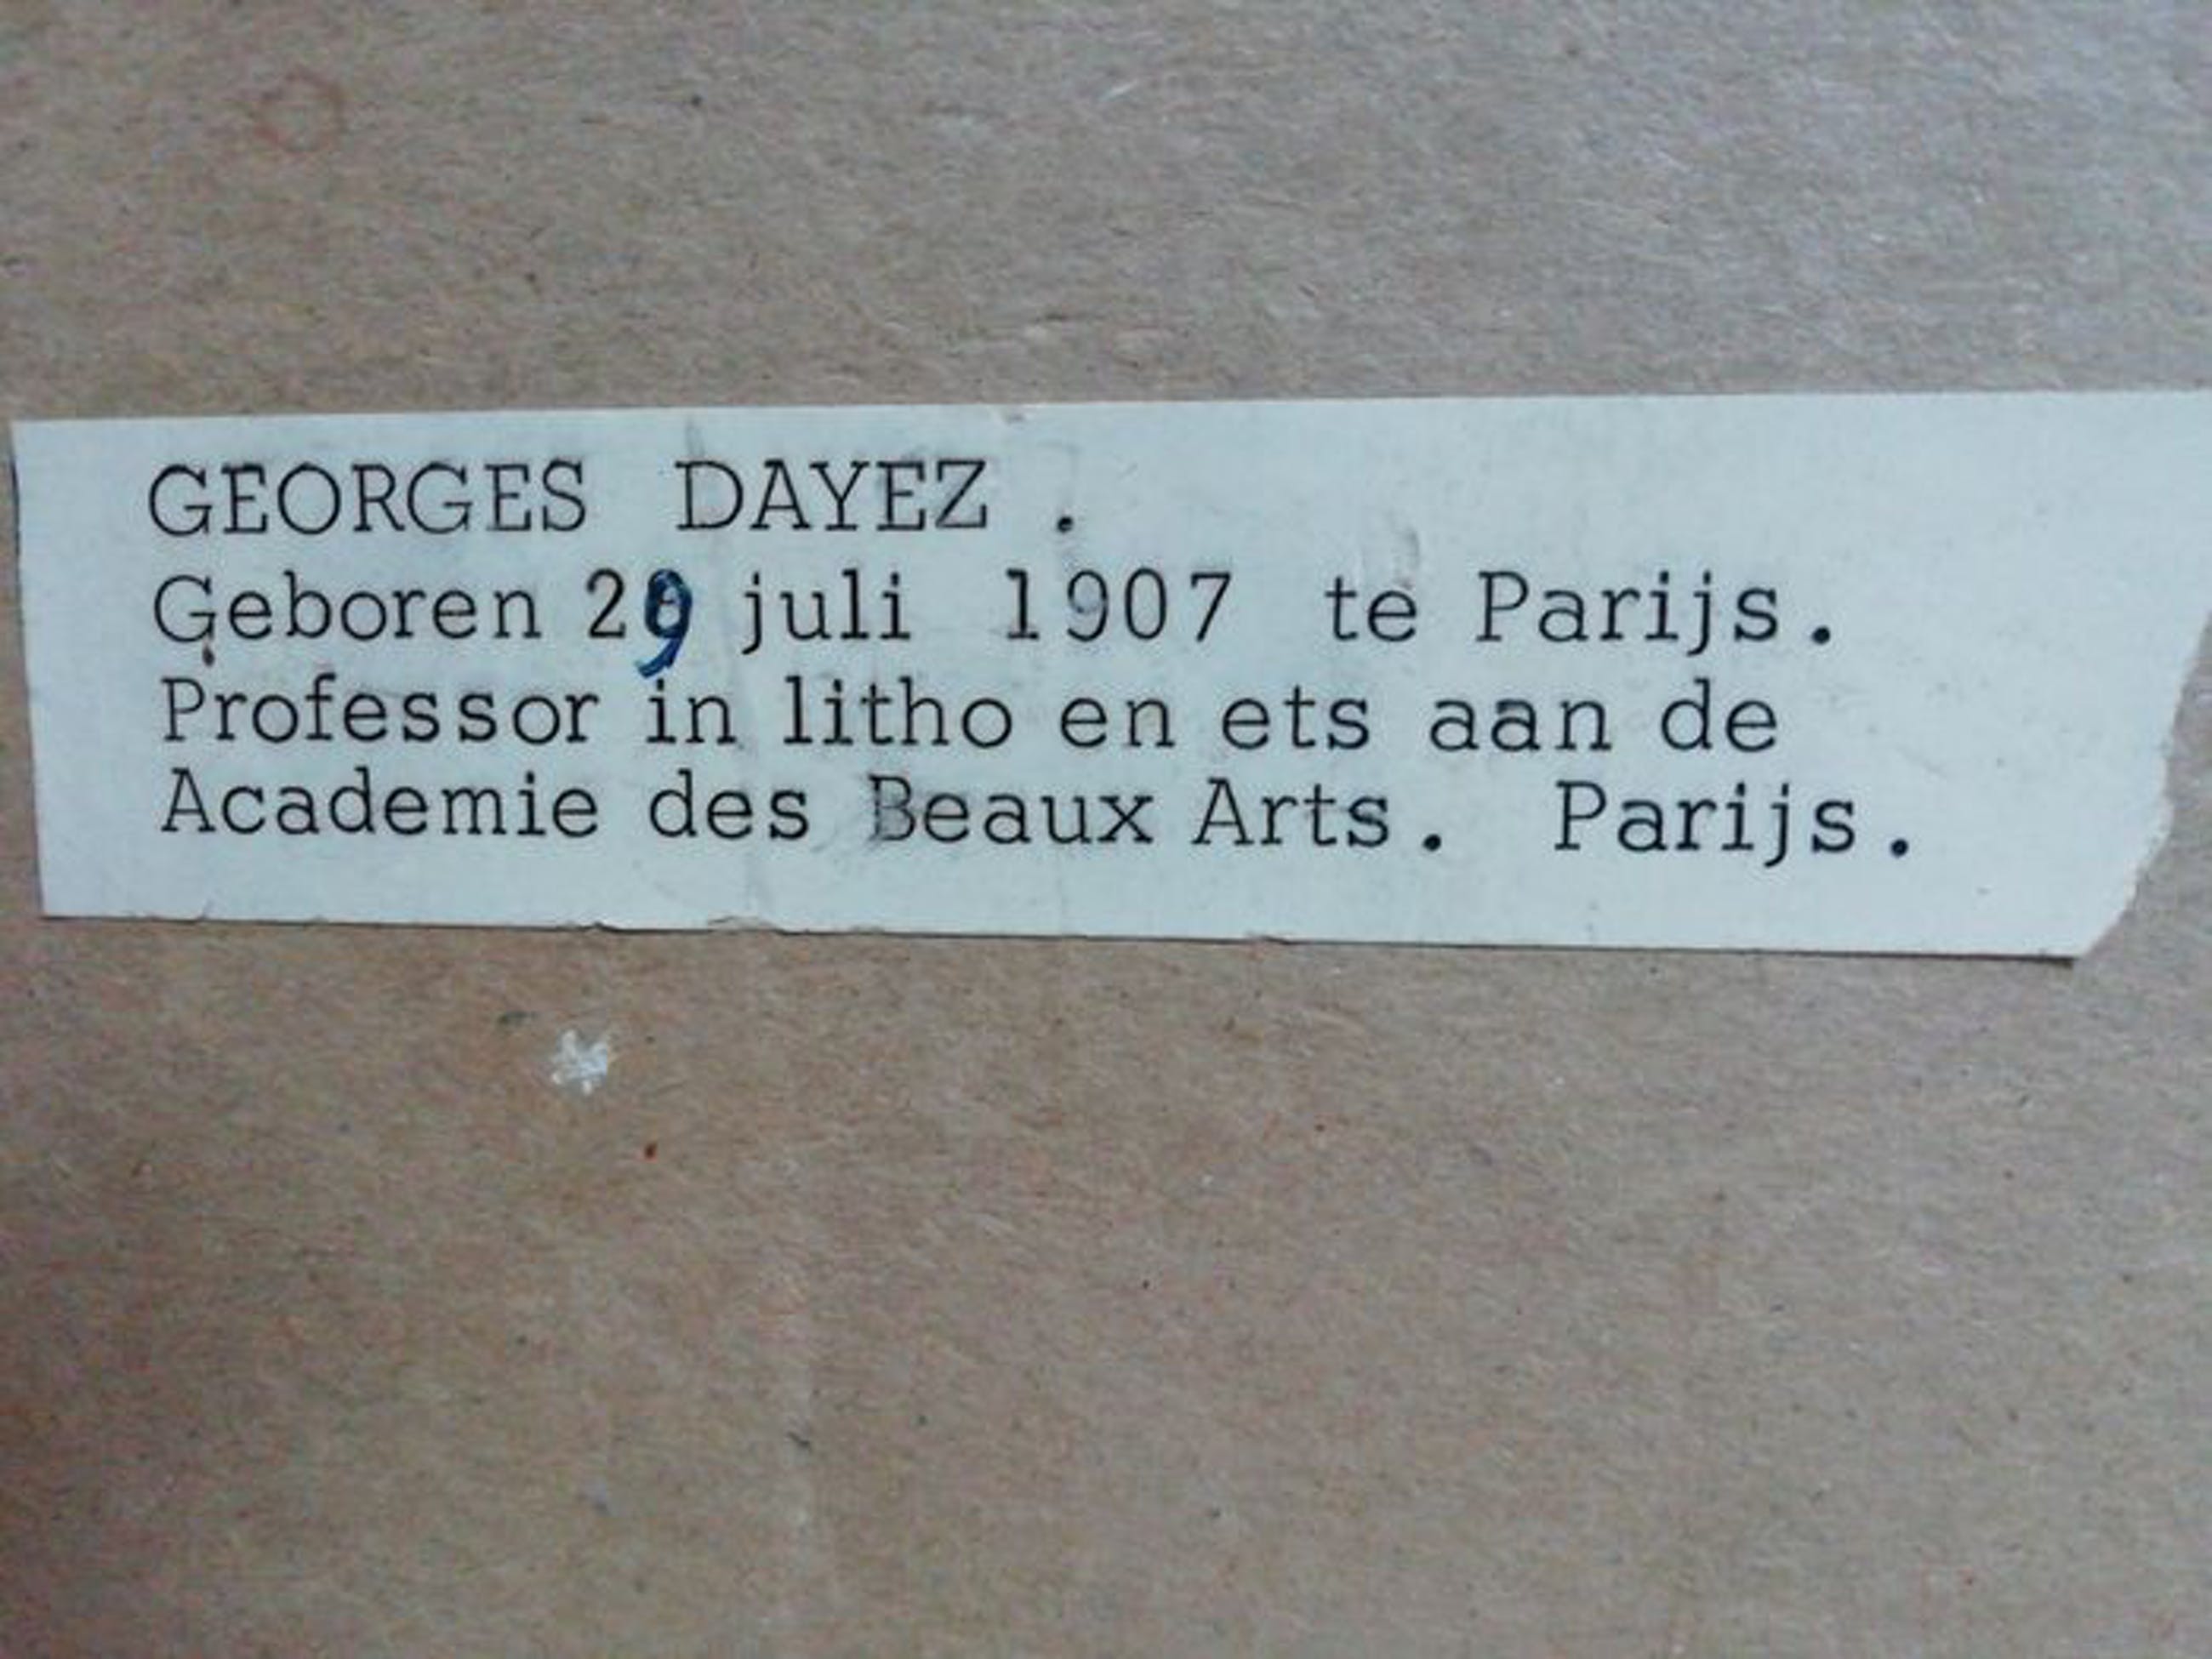 GEORGES DAYEZ .
Geboren 29 juli 1907 te Parijs.
Professor in litho en ets aan de
Academie des Beaux Arts. Parijs.